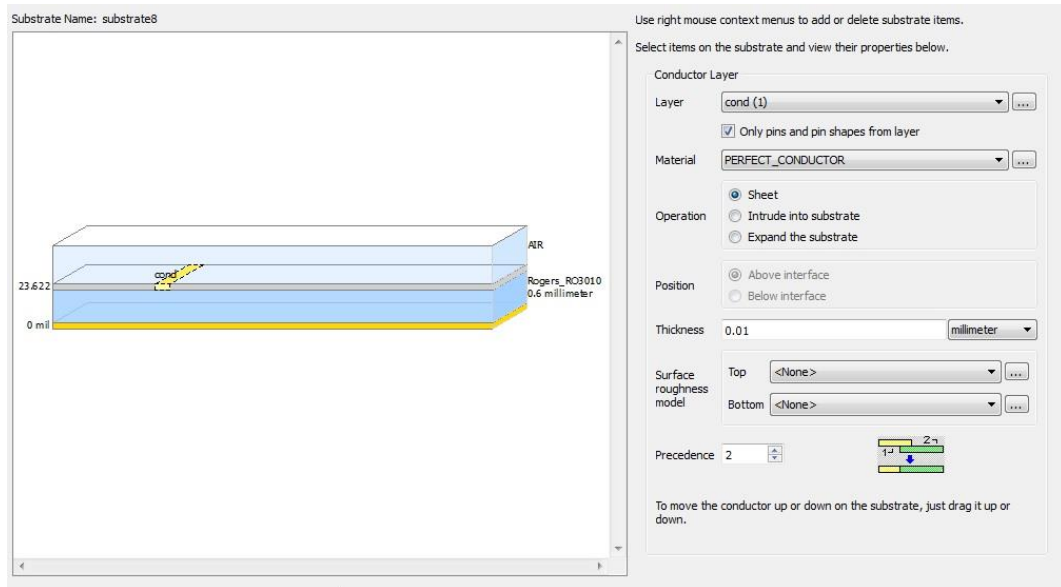 Substrate Name: substrate8
AIR
cond
23.622
Rogers_RO3010
0.6 millimeter
0 mil
Use right mouse context menus to add or delete substrate items.
Select items on the substrate and view their properties below.
Conductor Layer
Layer cond (1) ...
Only pins and pin shapes from layer
Material PERFECT_CONDUCTOR ...
Operation
Sheet
Intrude into substrate
Expand the substrate
Position
Above interface
Below interface
Thickness 0.01 millimeter
Surface
roughness
model
Top <None> ...
Bottom <None> ...
Precedence 2
1 2
To move the conductor up or down on the substrate, just drag it up or
down.